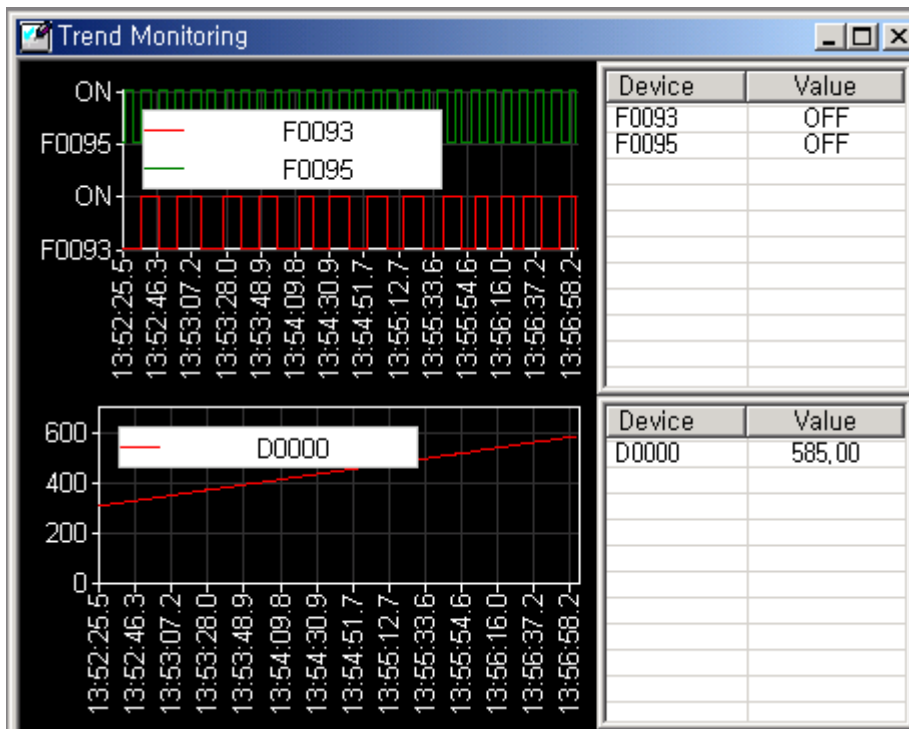 Trend Monitoring
ON
F0095
ON
F0093
F0093
F0095
13:52:25.5
13:52:46.3
13:53:07.2
13:53:28.0
13:53:48.9
13:54:09.8
13:54:30.9
13:54:51.7
13:55:12.7
13:55:33.6
13:55:54.6
13:56:16.0
13:56:37.2
13:56:58.2
Device Value
F0093 OFF
F0095 OFF
600
400
200
0
D0000
13:52:25.5
13:52:46.3
13:53:07.2
13:53:28.0
13:53:48.9
13:54:09.8
13:54:30.9
13:54:51.7
13:55:12.7
13:55:33.6
13:55:54.6
13:56:16.0
13:56:37.2
13:56:58.2
Device Value
D0000 585,00